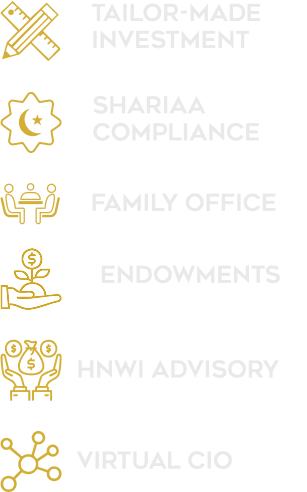 TAILOR-MADE
INVESTMENT
SHARIAA
COMPLIANCE
FAMILY OFFICE
$
ENDOWMENTS
$ $ $
HNWI ADVISORY
VIRTUAL CIO